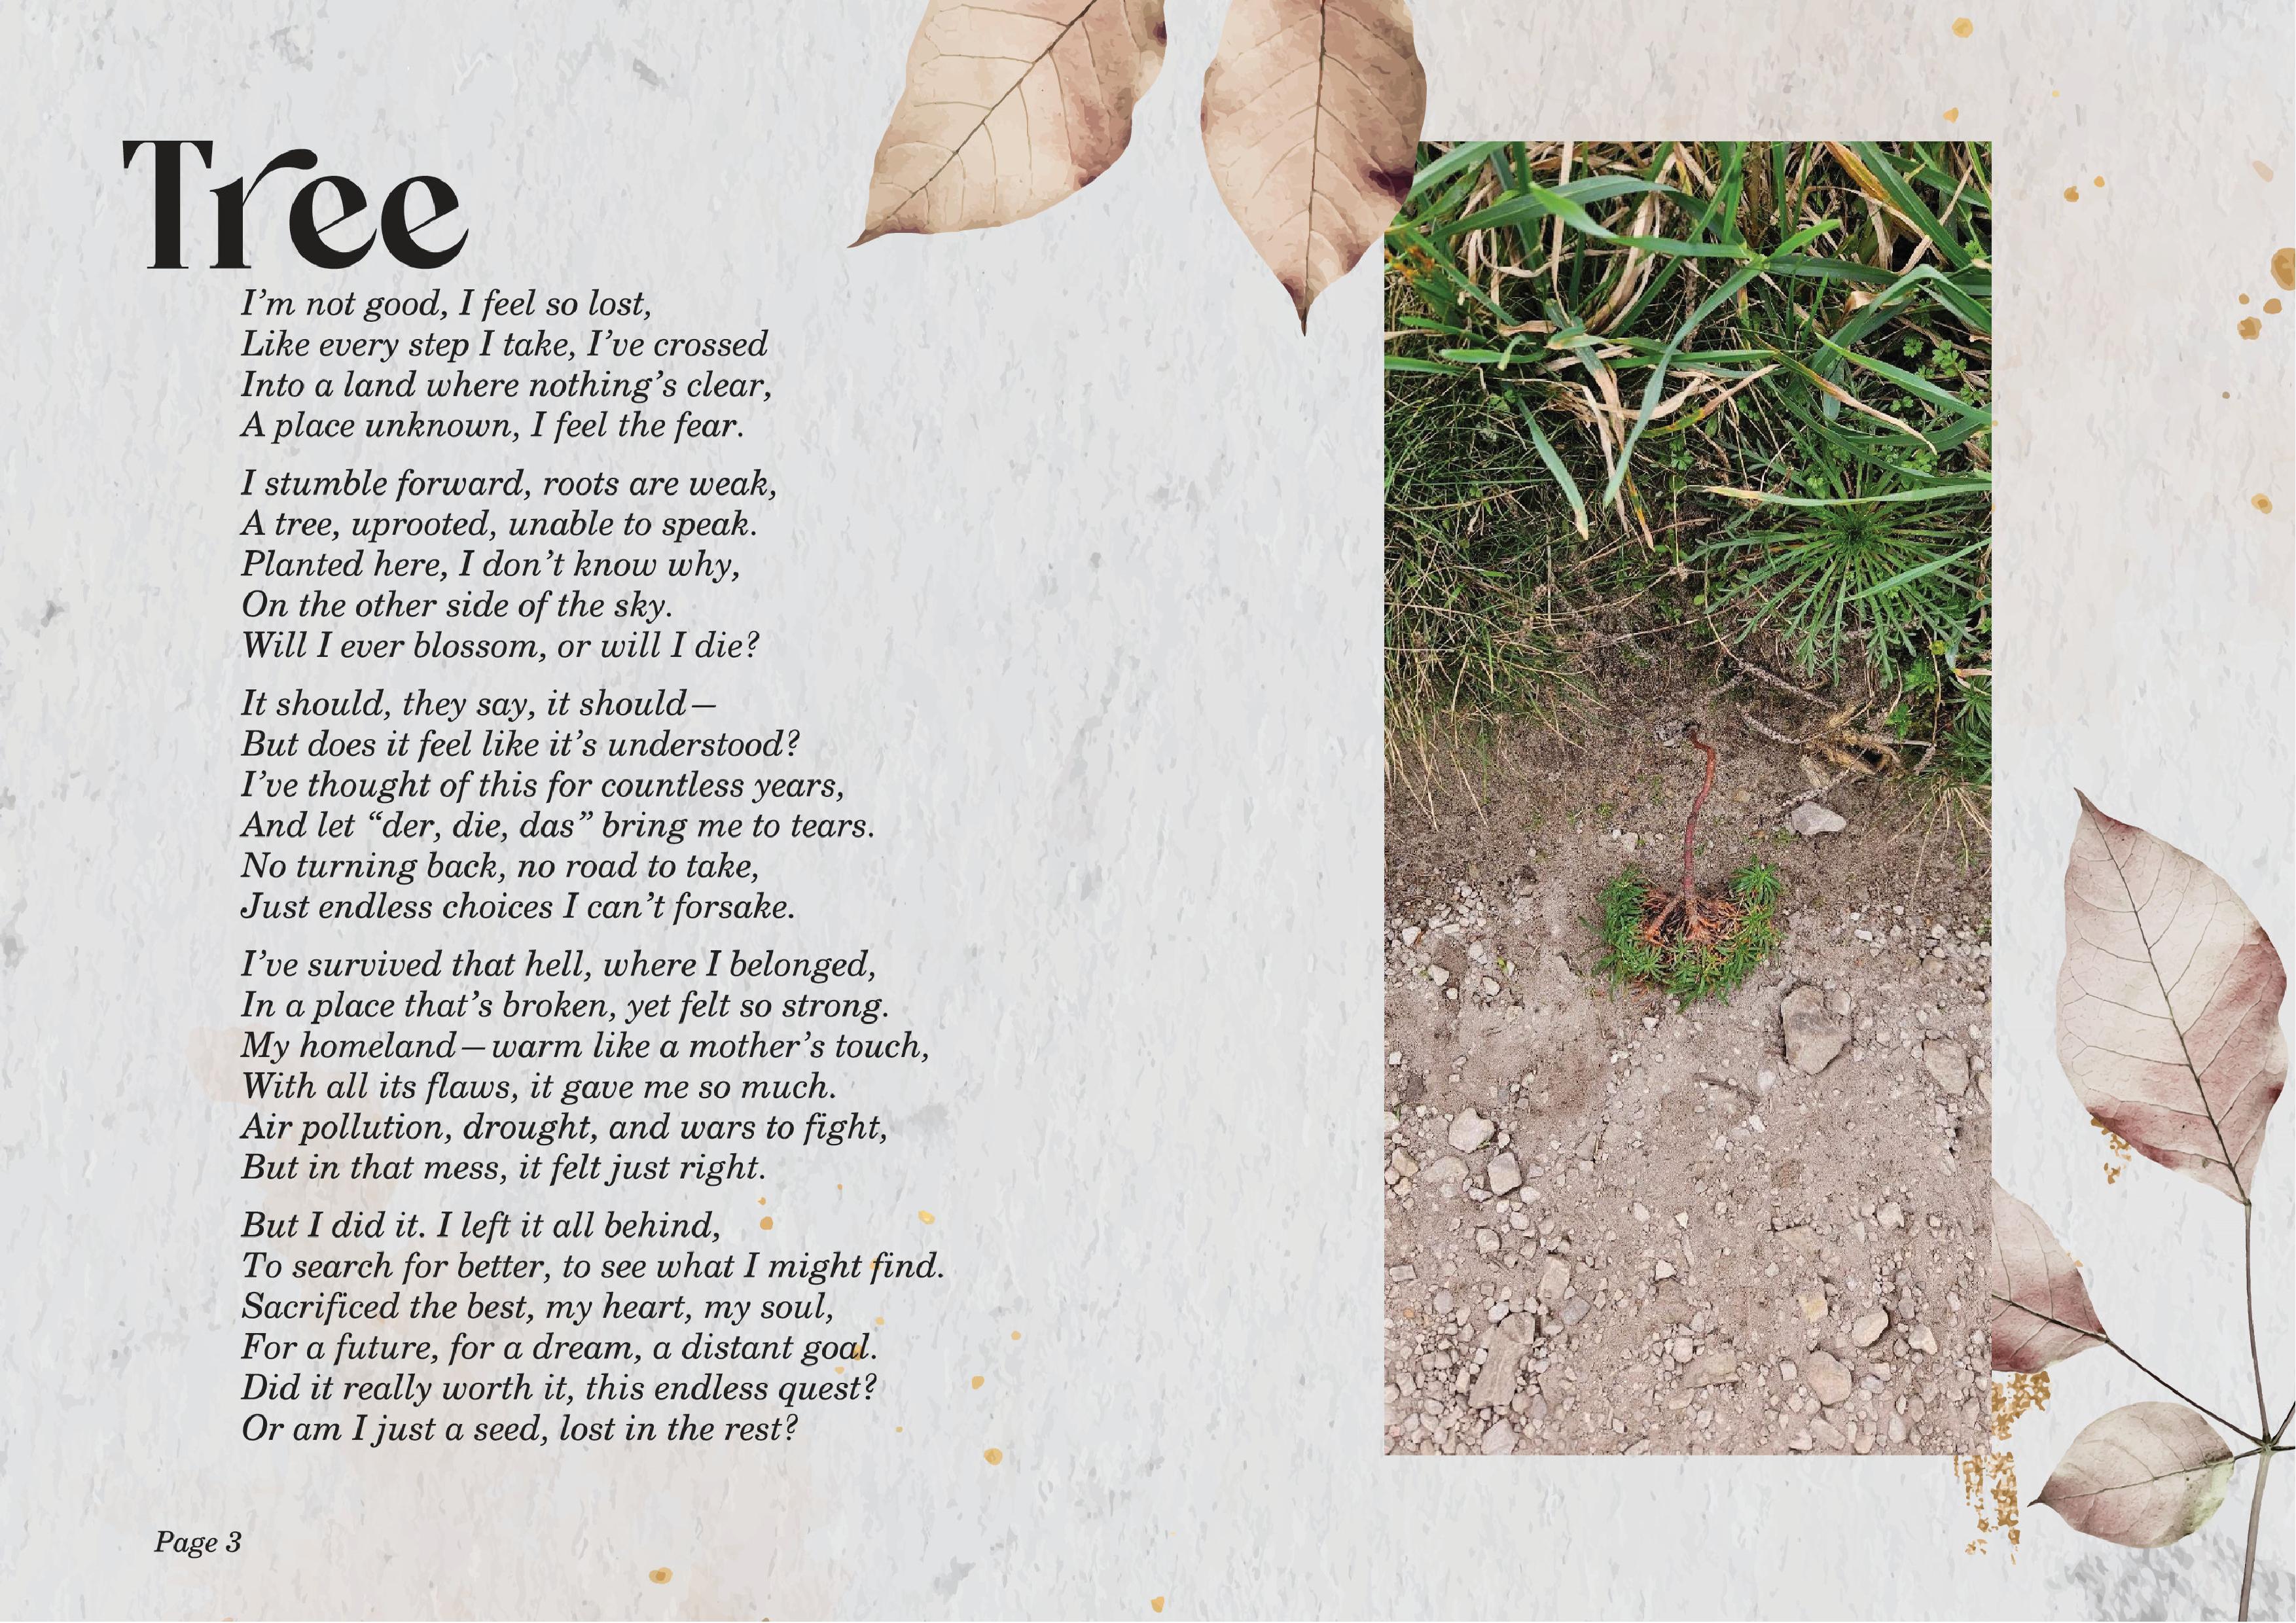 Tree
I’m not good, I feel so lost,
Like every step I take, I’ve crossed
Into a land where nothing’s clear,
A place unknown, I feel the fear.
I stumble forward, roots are weak,
A tree, uprooted, unable to speak.
Planted here, I don’t know why,
On the other side of the sky.
Will I ever blossom, or will I die?
It should, they say, it should—
But does it feel like it’s understood?
I’ve thought of this for countless years,
And let “der, die, das” bring me to tears.
No turning back, no road to take,
Just endless choices I can’t forsake.
I’ve survived that hell, where I belonged,
In a place that’s broken, yet felt so strong.
My homeland—warm like a mother’s touch,
With all its flaws, it gave me so much.
Air pollution, drought, and wars to fight,
But in that mess, it felt just right.
But I did it. I left it all behind,
To search for better, to see what I might find.
Sacrificed the best, my heart, my soul,
For a future, for a dream, a distant goal.
Did it really worth it, this endless quest?
Or am I just a seed, lost in the rest?
Page 3